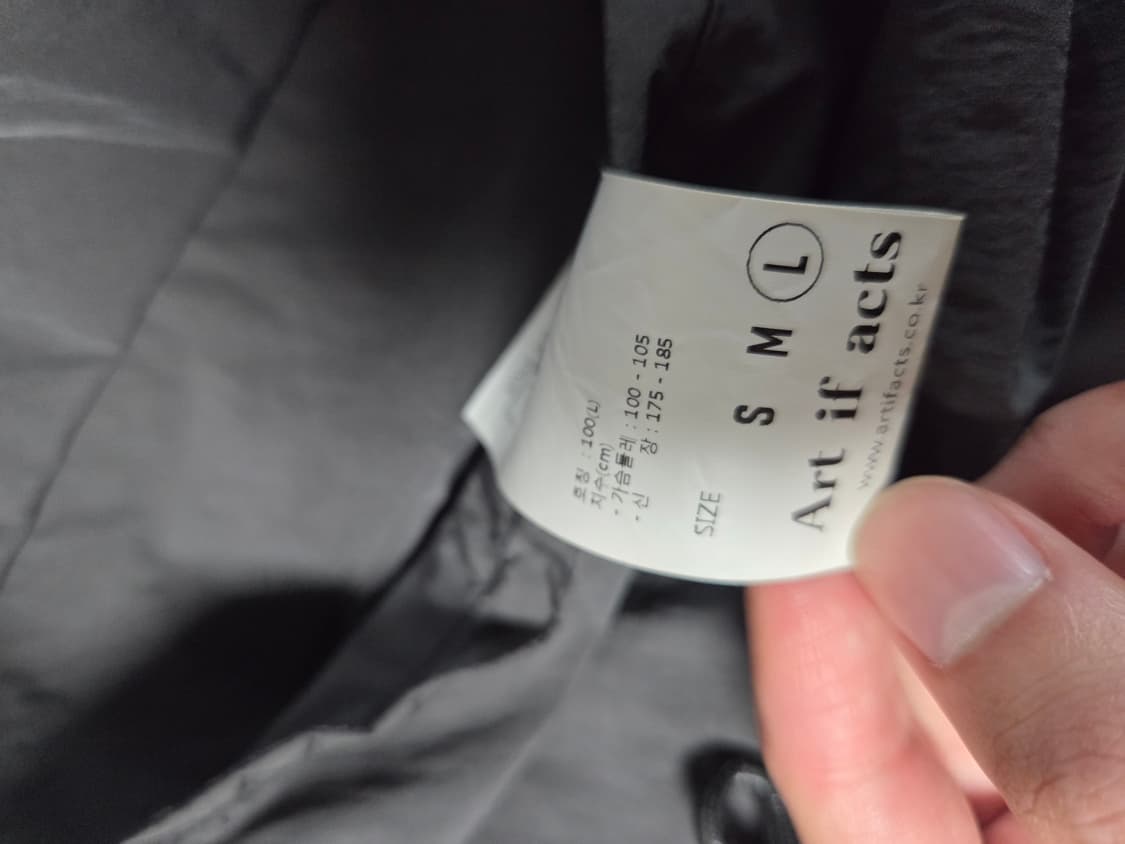 Art if acts
www.artifacts.co.kr
SIZE S M L
호칭 : 100(L)
치수(cm)
- 가슴둘레 : 100 - 105
- 신 장 : 175 - 185